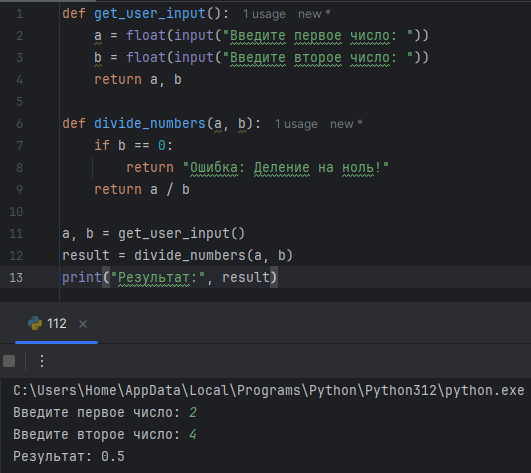 1 def get_user_input(): 1 usage new *
2 a = float(input("Введите первое число: "))
3 b = float(input("Введите второе число: "))
4 return a, b
5
6 def divide_numbers(a, b): 1 usage new *
7 if b == 0:
8 return "Ошибка: Деление на ноль!"
9 return a / b
10
11 a, b = get_user_input()
12 result = divide_numbers(a, b)
13 print("Результат:", result)
112 ×
C:\Users\Home\AppData\Local\Programs\Python\Python312\python.exe
Введите первое число: 2
Введите второе число: 4
Результат: 0.5